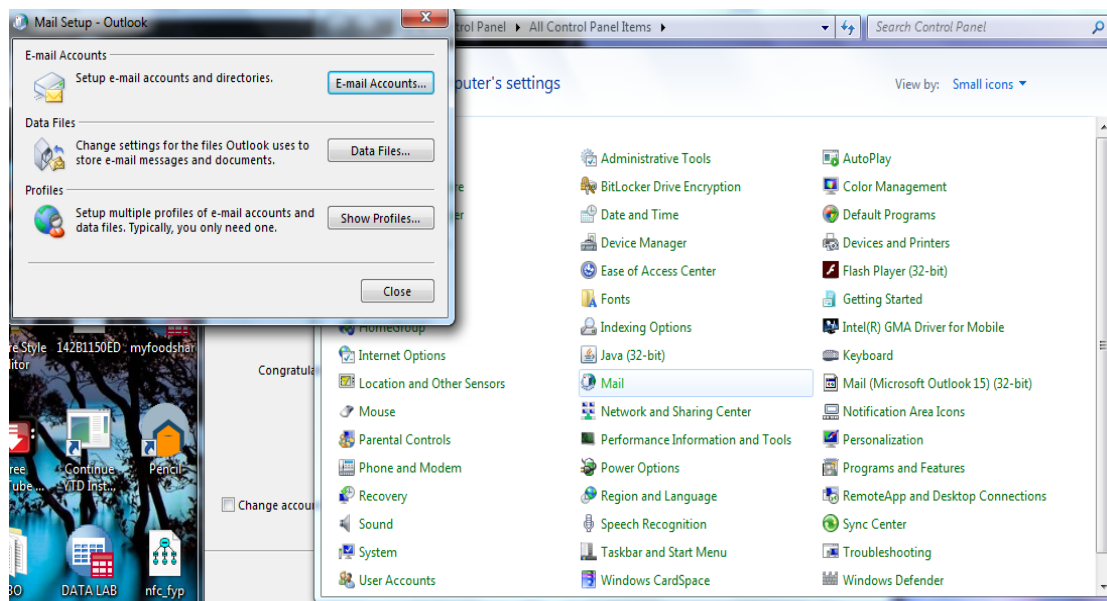 Mail Setup - Outlook
E-mail Accounts
Setup e-mail accounts and directories.
E-mail Accounts...
Data Files
Change settings for the files Outlook uses to
store e-mail messages and documents.
Data Files...
Profiles
Setup multiple profiles of e-mail accounts and
data files. Typically, you only need one.
Show Profiles...
Close
trol Panel
All Control Panel Items
Search Control Panel
puter's settings
View by: Small icons
Administrative Tools
AutoPlay
re
BitLocker Drive Encryption
Color Management
er
Date and Time
Default Programs
Device Manager
Devices and Printers
Ease of Access Center
Flash Player (32-bit)
Fonts
Getting Started
HomeGroup
Indexing Options
Intel(R) GMA Driver for Mobile
Internet Options
Java (32-bit)
Keyboard
Location and Other Sensors
Mail
Mail (Microsoft Outlook 15) (32-bit)
Mouse
Network and Sharing Center
Notification Area Icons
Parental Controls
Performance Information and Tools
Personalization
Phone and Modem
Power Options
Programs and Features
Recovery
Region and Language
RemoteApp and Desktop Connections
Sound
Speech Recognition
Sync Center
System
Taskbar and Start Menu
Troubleshooting
User Accounts
Windows CardSpace
Windows Defender
Congratula
Change accour
re Style
itor
142B1150ED
myfoodshar
ree
Tube ...
Continue
YTD Inst...
Pencil
BO
DATA LAB
nfc_fyp